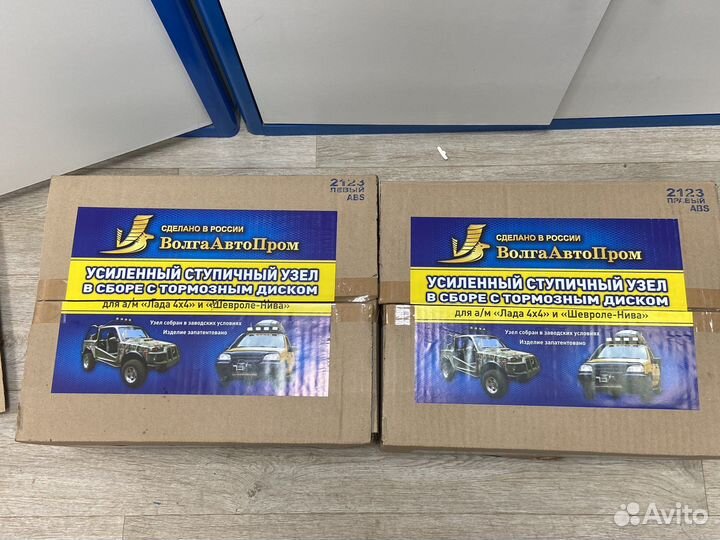 2123
ЛЕВЫЙ
ABS
СДЕЛАНО В РОССИИ
ВолгаАвтоПром
УСИЛЕННЫЙ СТУПИЧНЫЙ УЗЕЛ
В СБОРЕ С ТОРМОЗНЫМ ДИСКОМ
для а/м «Лада 4х4» и «Шевроле-Нива»
Узел собран в заводских условиях
Изделие запатентовано
2123
ПРАВЫЙ
ABS
СДЕЛАНО В РОССИИ
ВолгаАвтоПром
УСИЛЕННЫЙ СТУПИЧНЫЙ УЗЕЛ
В СБОРЕ С ТОРМОЗНЫМ ДИСКОМ
для а/м «Лада 4х4» и «Шевроле-Нива»
Узел собран в заводских условиях
Изделие запатентовано
Avito